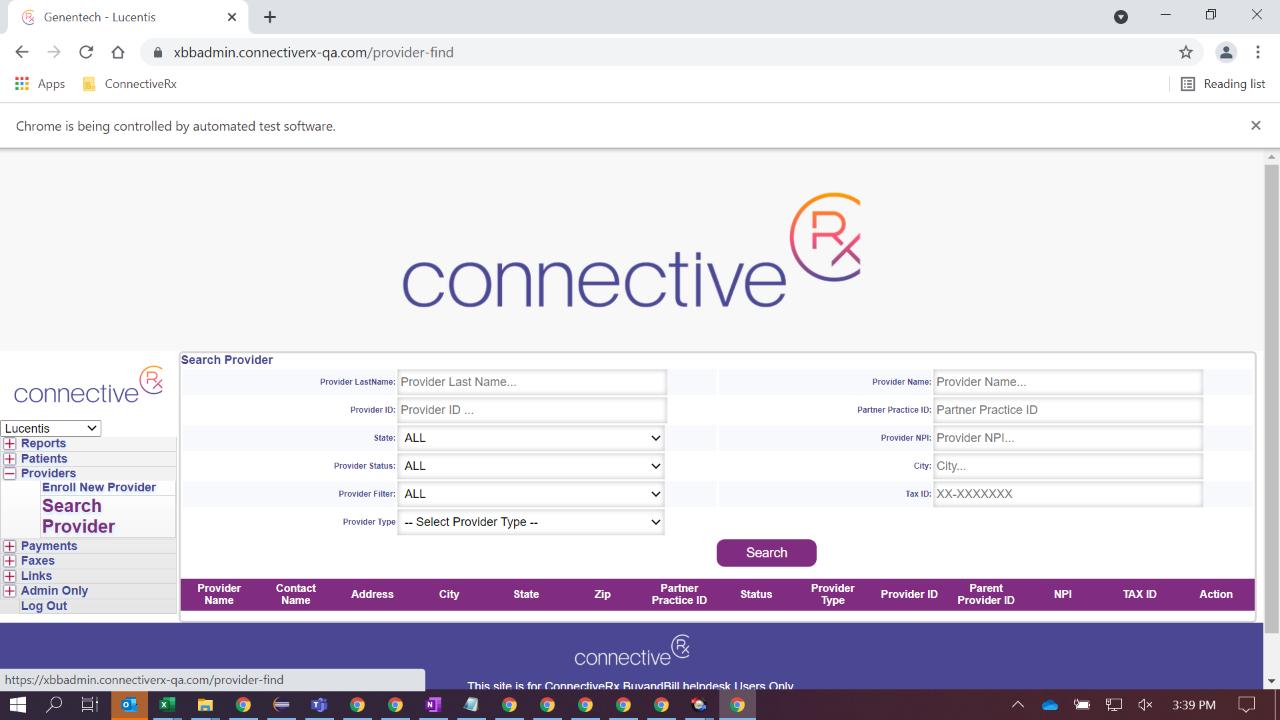 Genentech - Lucentis
xbbadmin.connectiverx-qa.com/provider-find
Apps
ConnectiveRx
Reading list
Chrome is being controlled by automated test software.
connective Rx
connective Rx
Lucentis
Reports
Patients
Providers
Enroll New Provider
Search
Provider
Payments
Faxes
Links
Admin Only
Log Out
Search Provider
Provider LastName: Provider Last Name... Provider Name: Provider Name...
Provider ID: Provider ID ... Partner Practice ID: Partner Practice ID
State: ALL Provider NPI: Provider NPI...
Provider Status: ALL City: City...
Provider Filter: ALL Tax ID: XX-XXXXXXX
Provider Type -- Select Provider Type --
Search
Provider Name Contact Name Address City State Zip Partner Practice ID Status Provider Type Provider ID Parent Provider ID NPI TAX ID Action
connective Rx
https://xbbadmin.connectiverx-qa.com/provider-find
This site is for ConnectiveRx BuyandBill helpdesk Users Only
3:39 PM